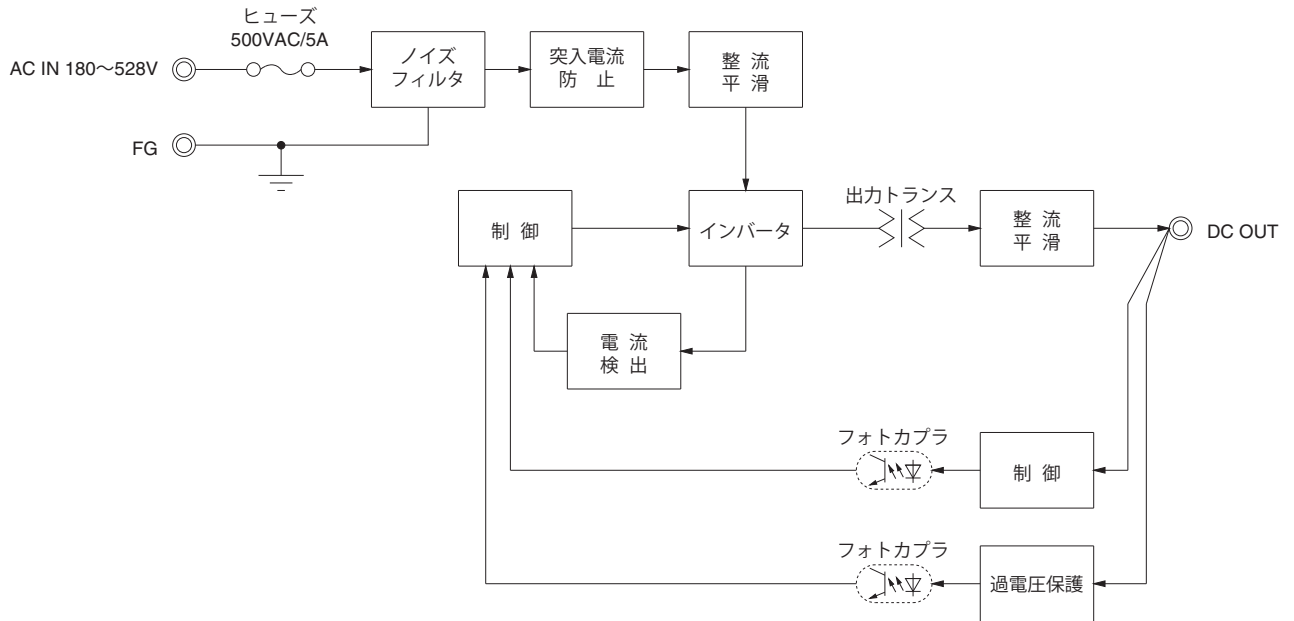 ヒューズ
500VAC/5A
AC IN 180～528V
ノイズ
フィルタ
突入電流
防 止
整 流
平 滑
FG
制 御
インバータ
出力トランス
整 流
平 滑
DC OUT
電 流
検 出
フォトカプラ
制 御
フォトカプラ
過電圧保護